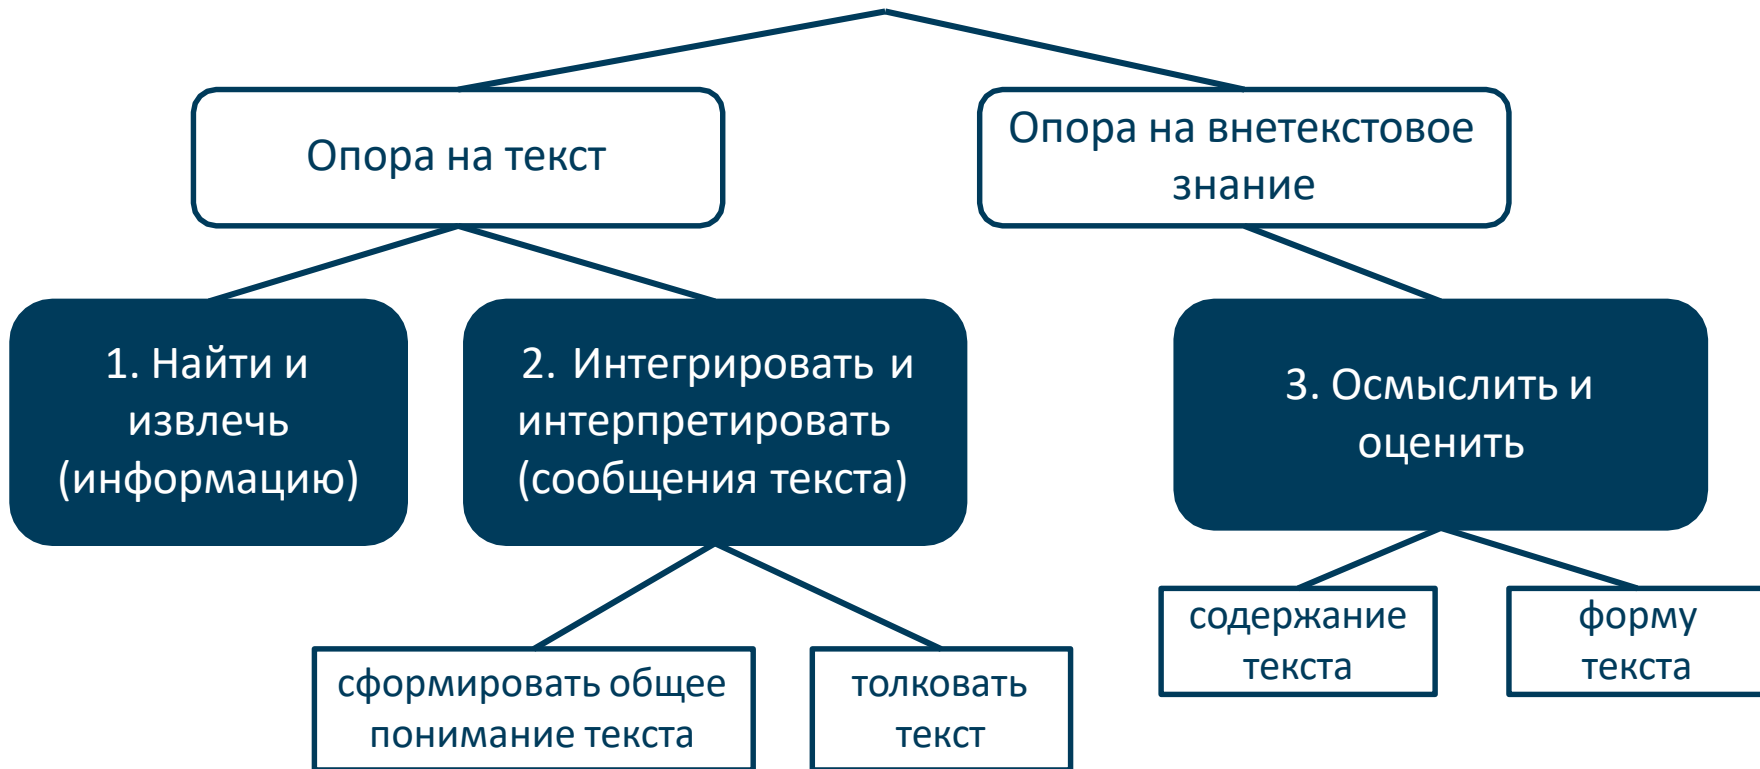 Опора на текст
Опора на внетекстовое
знание
1. Найти и
извлечь
(информацию)
2. Интегрировать и
интерпретировать
(сообщения текста)
3. Осмыслить и
оценить
сформировать общее
понимание текста
толковать
текст
содержание
текста
форму
текста